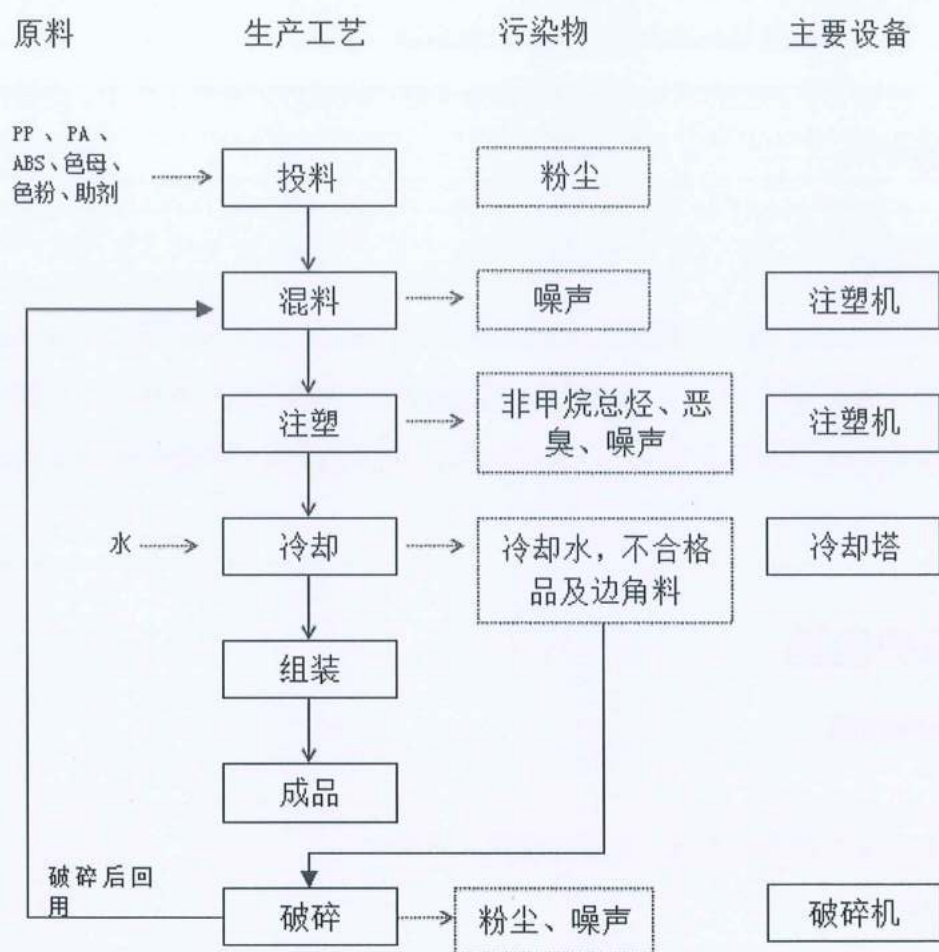 原料 生产工艺 污染物 主要设备
PP、PA、
ABS、色母、
色粉、助剂
投料 粉尘
混料 噪声 注塑机
注塑
非甲烷总烃、恶
臭、噪声
注塑机
水 冷却
冷却水，不合格
品及边角料
冷却塔
组装
成品
破碎后回
用
破碎 粉尘、噪声 破碎机